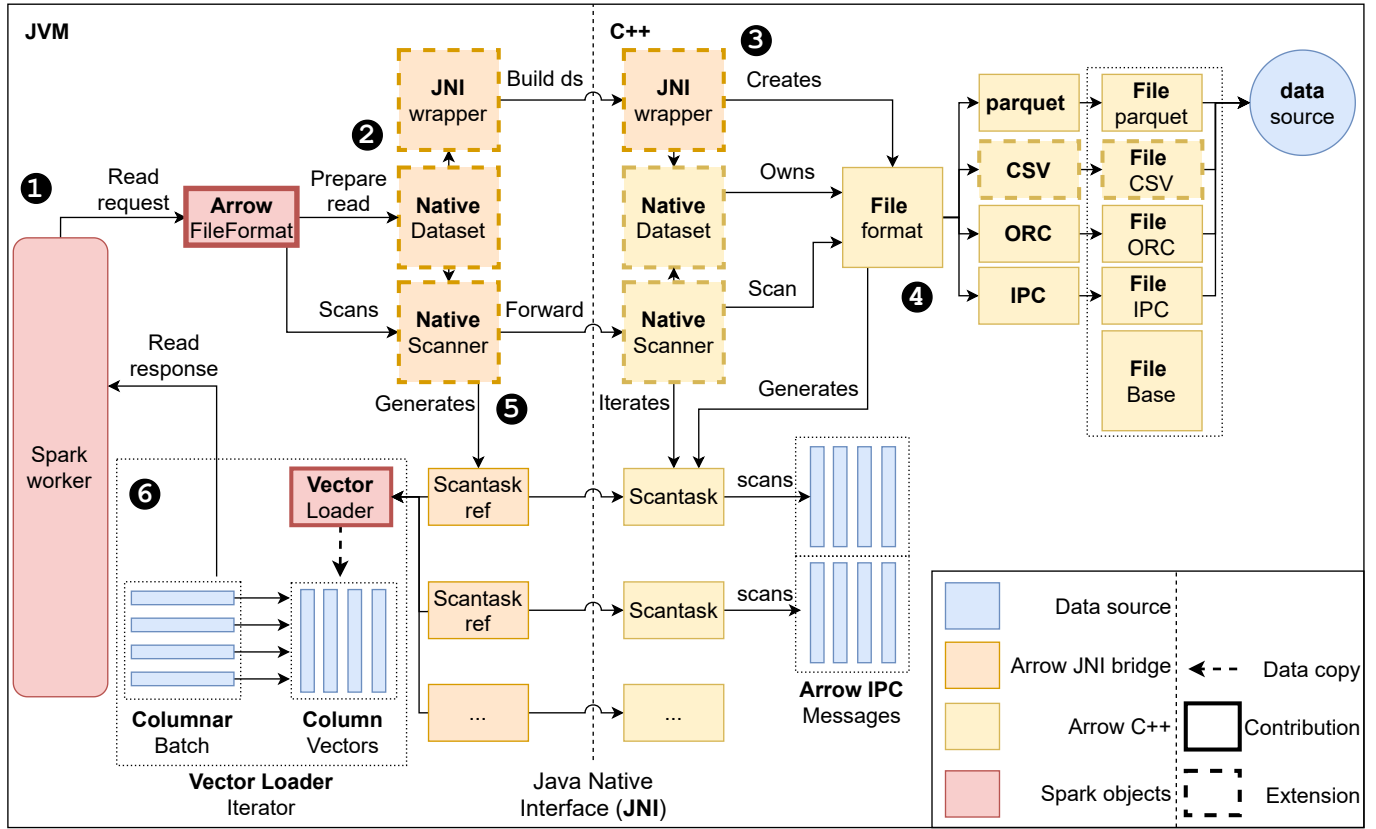 JVM
C++
❶
Read
request
Arrow
FileFormat
Prepare
read
Scans
❷
JNI
wrapper
Native
Dataset
Native
Scanner
Build ds
Forward
❸
JNI
wrapper
Native
Dataset
Native
Scanner
Creates
Owns
Scan
File
format
❹
parquet
CSV
ORC
IPC
File
parquet
File
CSV
File
ORC
File
IPC
File
Base
data
source
Read
response
Spark
worker
Generates
❺
Iterates
Generates
❻
Vector
Loader
Scantask
ref
Scantask
scans
Scantask
ref
Scantask
scans
...
...
Arrow IPC
Messages
Columnar
Batch
Column
Vectors
Vector Loader
Iterator
Java Native
Interface (JNI)
Data source
Arrow JNI bridge
Arrow C++
Spark objects
Data copy
Contribution
Extension